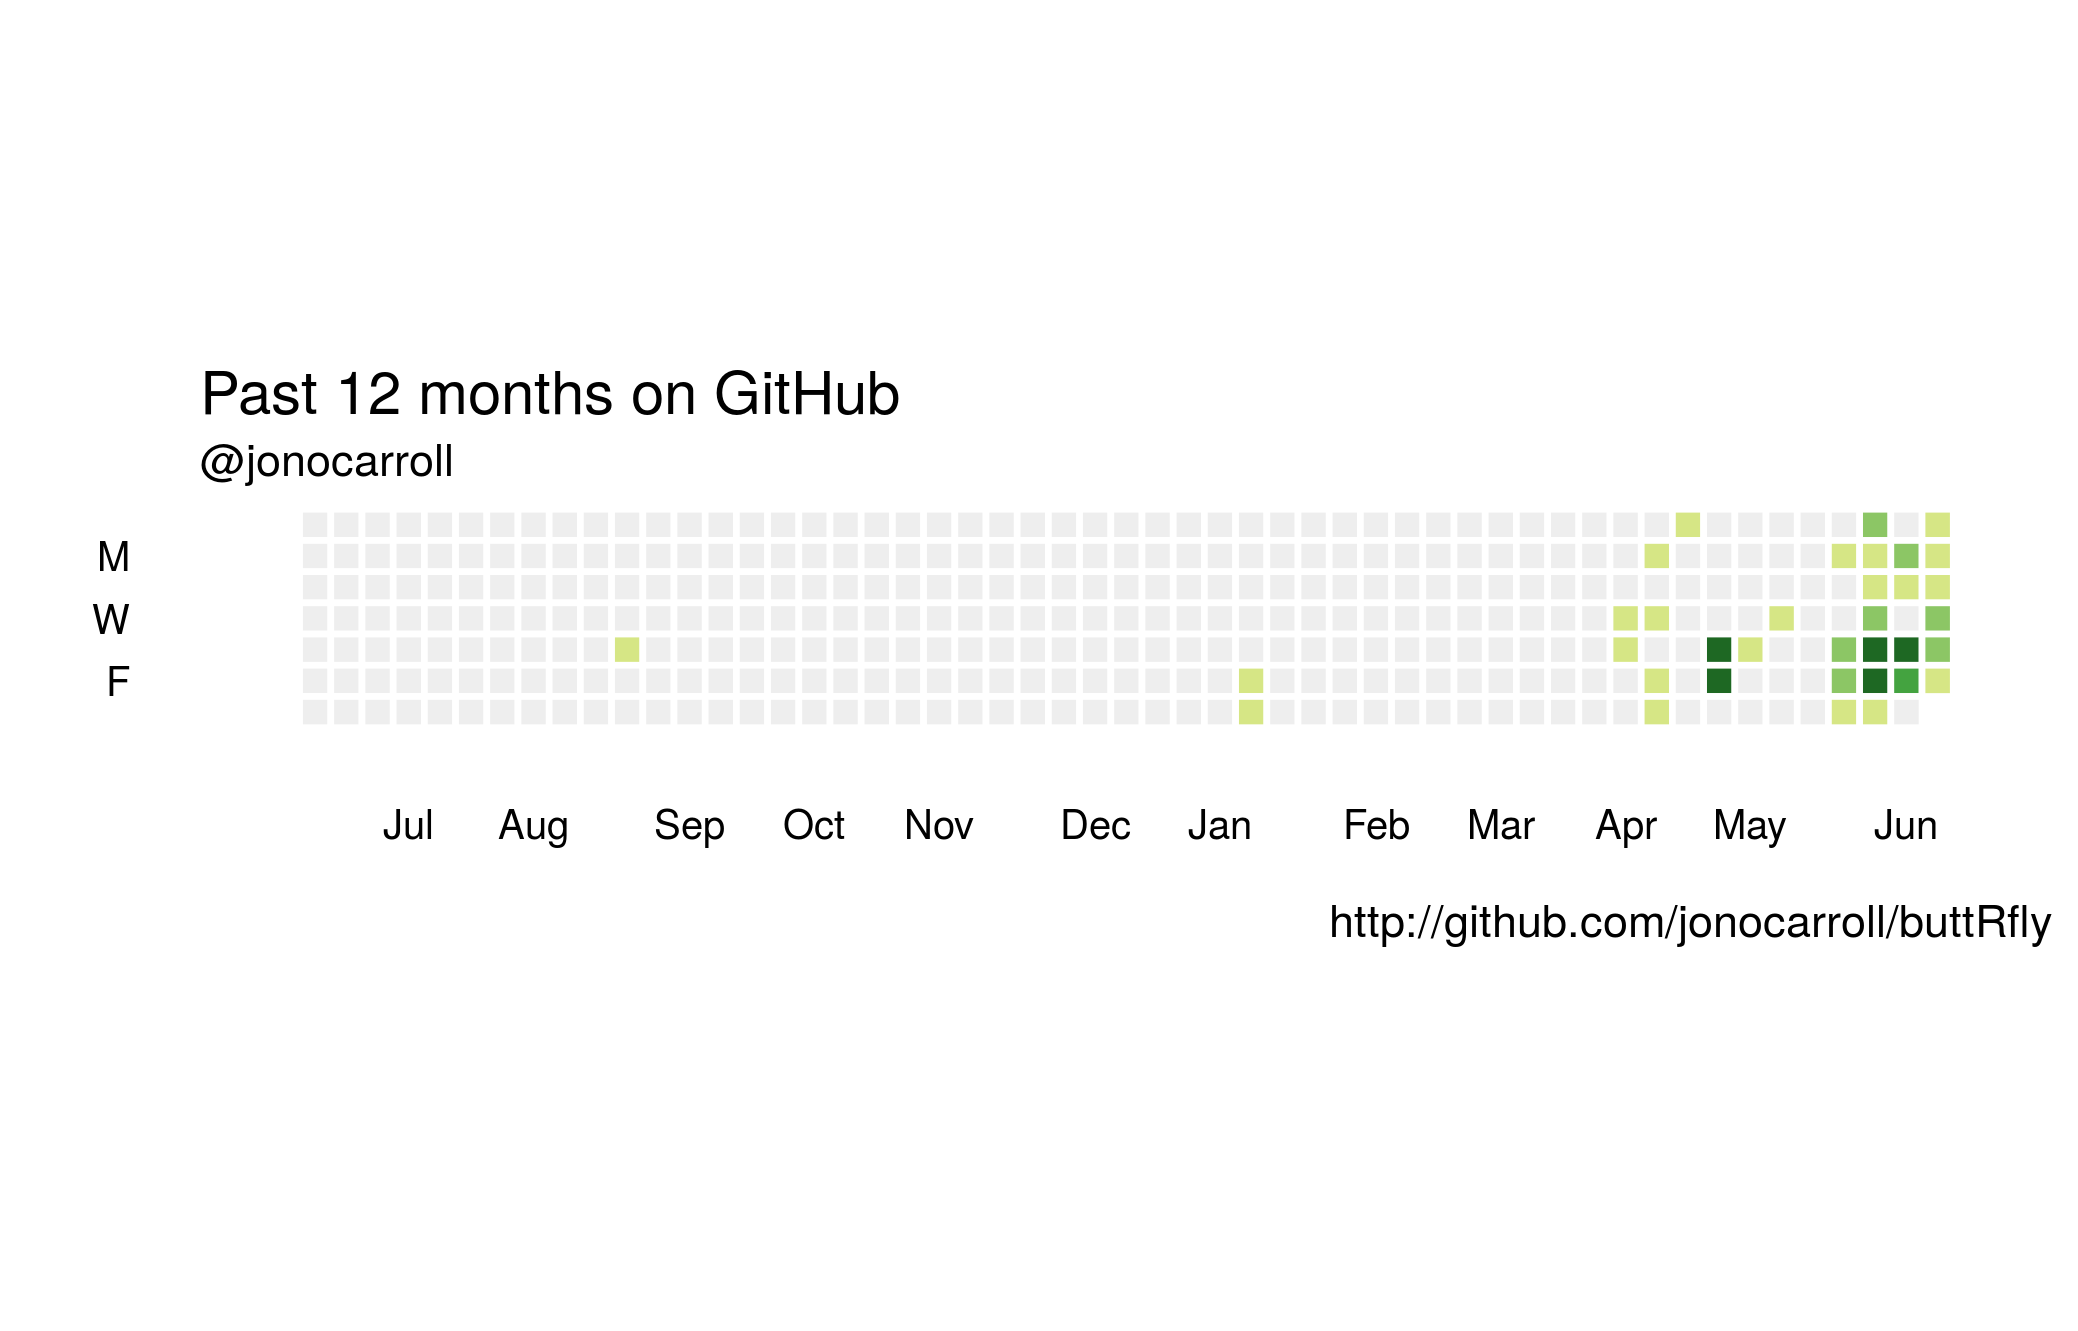 Past 12 months on GitHub
@jonocarroll
M
W
F
Jul Aug Sep Oct Nov Dec Jan Feb Mar Apr May Jun
http://github.com/jonocarroll/buttRfly